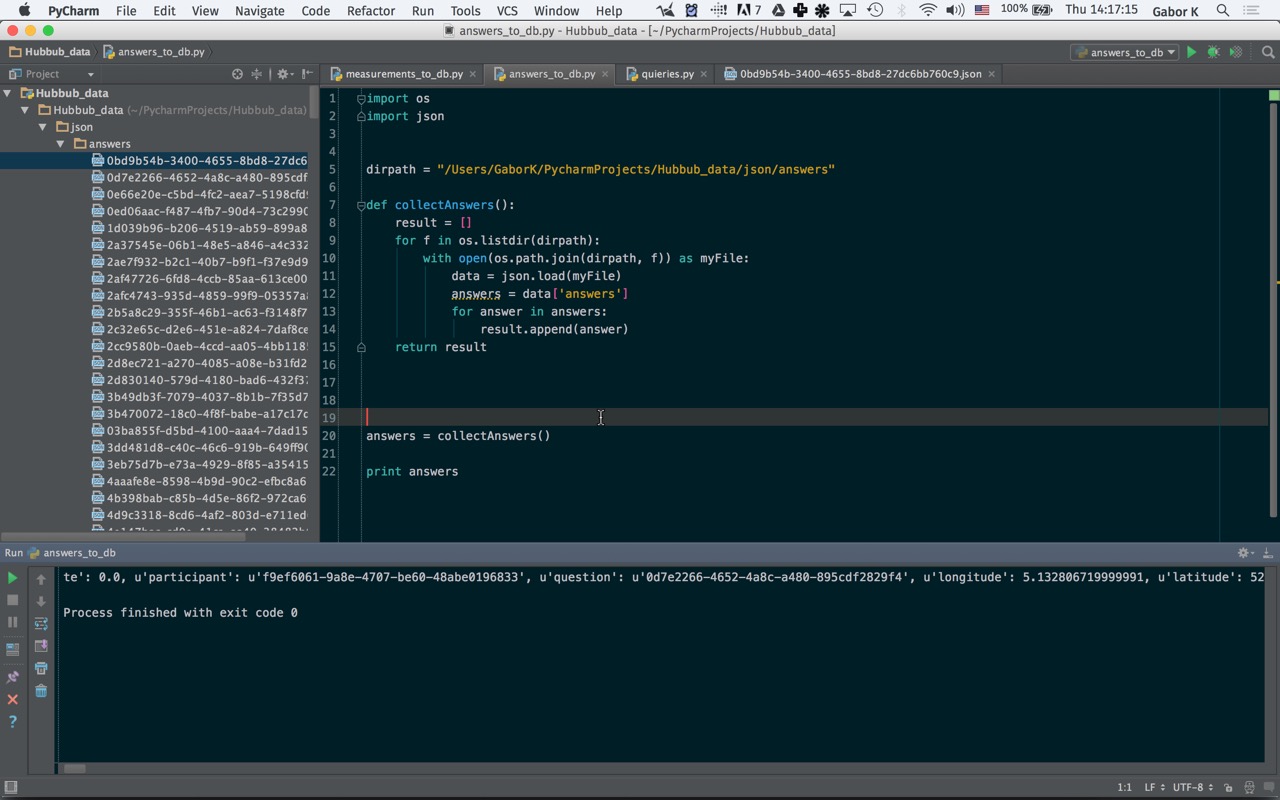 PyCharm File Edit View Navigate Code Refactor Run Tools VCS Window Help 7 100% Thu 14:17:15 Gabor K
answers_to_db.py - Hubbub_data - [~/PycharmProjects/Hubbub_data]
Hubbub_data answers_to_db.py answers_to_db
Project
measurements_to_db.py answers_to_db.py quieries.py 0bd9b54b-3400-4655-8bd8-27dc6bb760c9.json
Hubbub_data
Hubbub_data (~/PycharmProjects/Hubbub_data)
json
answers
0bd9b54b-3400-4655-8bd8-27dc6
0d7e2266-4652-4a8c-a480-895cdf
0e66e20e-c5bd-4fc2-aea7-5198cfd
0ed06aac-f487-4fb7-90d4-73c2990
1d039b96-b206-4519-ab59-899a8
2a37545e-06b1-48e5-a846-a4c332
2ae7f932-b2c1-40b7-b9f1-f37e9d9
2af47726-6fd8-4ccb-85aa-613ce00
2afc4743-935d-4859-99f9-05357a
2b5a8c29-355f-46b1-ac63-f3148f7
2c32e65c-d2e6-451e-a824-7daf8ce
2cc9580b-0aeb-4ccd-aa05-4bb118
2d8ec721-a270-4085-a08e-b31fd2
2d830140-579d-4180-bad6-432f3
3b49db3f-7079-4037-8b1b-7f35d7
3b470072-18c0-4f8f-babe-a17c17c
03ba855f-d5bd-4100-aaa4-7dad15
3dd481d8-c40c-46c6-919b-649ff90
3eb75d7b-e73a-4929-8f85-a35415
4aaafe8e-8598-4b9d-90c2-efbc8a6
4b398bab-c85b-4d5e-86f2-972ca6
4d9c3318-8cd6-4af2-803d-e711ed
1 import os
2 import json
3
4
5 dirpath = "/Users/GaborK/PycharmProjects/Hubbub_data/json/answers"
6
7 def collectAnswers():
8 result = []
9 for f in os.listdir(dirpath):
10 with open(os.path.join(dirpath, f)) as myFile:
11 data = json.load(myFile)
12 answers = data['answers']
13 for answer in answers:
14 result.append(answer)
15 return result
16
17
18
19
20 answers = collectAnswers()
21
22 print answers
Run answers_to_db
te': 0.0, u'participant': u'f9ef6061-9a8e-4707-be60-48abe0196833', u'question': u'0d7e2266-4652-4a8c-a480-895cdf2829f4', u'longitude': 5.132806719999991, u'latitude': 52
Process finished with exit code 0
1:1 LF UTF-8